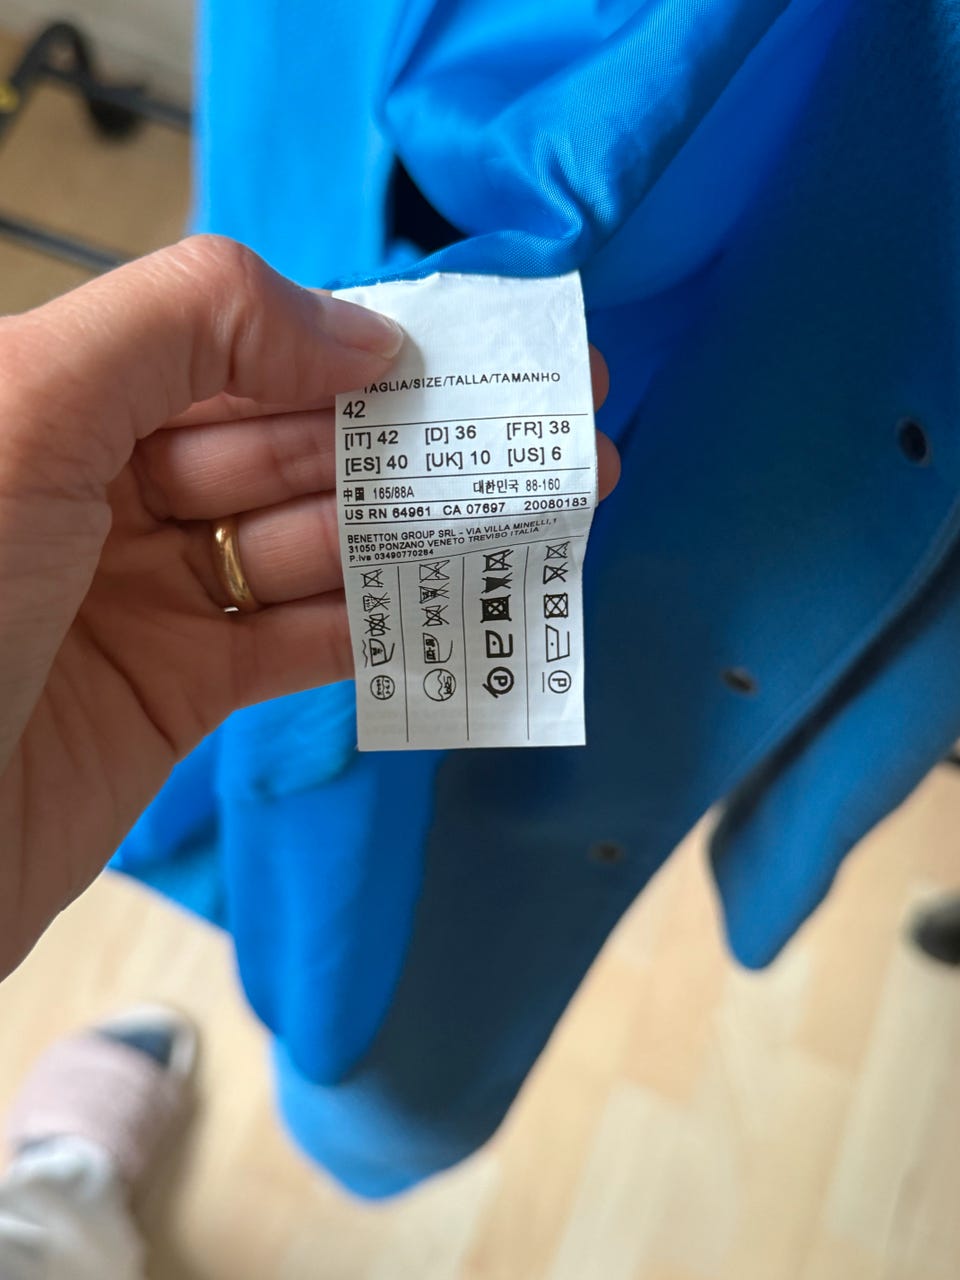 TAGLIA/SIZE/TALLA/TAMANHO
42
[IT] 42 [D] 36 [FR] 38
[ES] 40 [UK] 10 [US] 6
中国 165/88A 대한민국 88-160
US RN 64961 CA 07697 20080183
BENETTON GROUP SRL - VIA VILLA MINELLI,1
31050 PONZANO VENETO TREVISO ITALIA
P.iva 03490770264
P P